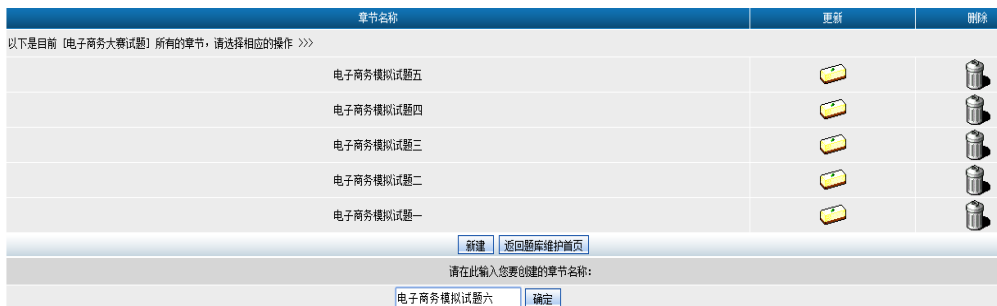 章节名称 更新 删除
以下是目前 [电子商务大赛试题] 所有的章节，请选择相应的操作 >>>
电子商务模拟试题五
电子商务模拟试题四
电子商务模拟试题三
电子商务模拟试题二
电子商务模拟试题一
新建 返回题库维护首页
请在此输入您要创建的章节名称：
电子商务模拟试题六 确定